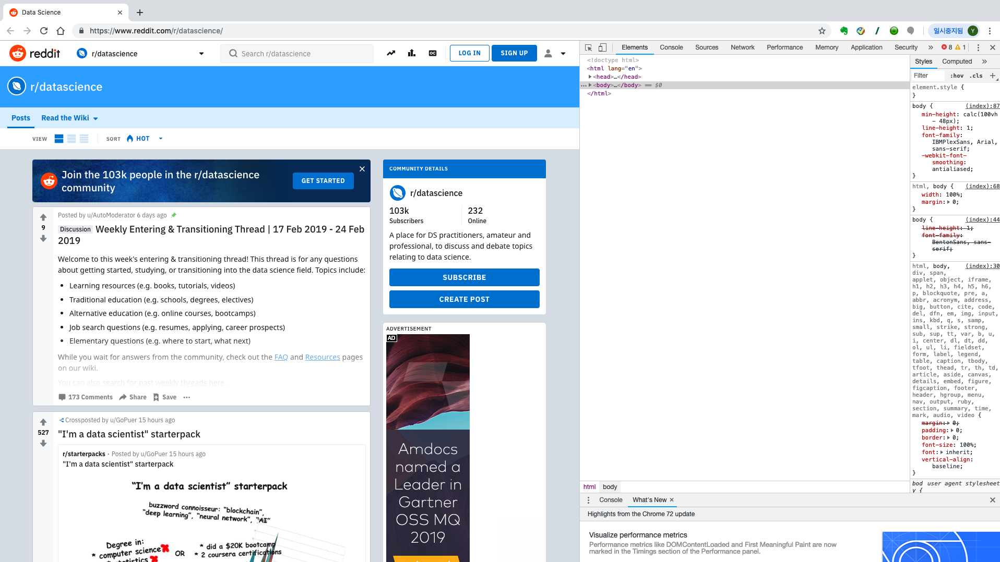 Data Science
https://www.reddit.com/r/datascience/
일시중지됨
Y
reddit
r/datascience
Search r/datascience
LOG IN
SIGN UP
r/datascience
Posts
Read the Wiki
VIEW
SORT
HOT
Join the 103k people in the r/datascience
community
GET STARTED
Posted by u/AutoModerator 6 days ago
9
Discussion Weekly Entering & Transitioning Thread | 17 Feb 2019 - 24 Feb
2019
Welcome to this week's entering & transitioning thread! This thread is for any questions
about getting started, studying, or transitioning into the data science field. Topics include:
• Learning resources (e.g. books, tutorials, videos)
• Traditional education (e.g. schools, degrees, electives)
• Alternative education (e.g. online courses, bootcamps)
• Job search questions (e.g. resumes, applying, career prospects)
• Elementary questions (e.g. where to start, what next)
While you wait for answers from the community, check out the FAQ and Resources pages
on our wiki.
You can also search for past weekly threads here.
173 Comments Share Save
Crossposted by u/GoPuer 15 hours ago
527
"I'm a data scientist" starterpack
r/starterpacks · Posted by u/GoPuer 15 hours ago
"I'm a data scientist" starterpack
“I'm a data scientist” starterpack
buzzword connoisseur: “blockchain”,
“deep learning”, “neural network”, “AI”
Degree in:
* computer science
statistics
OR
* did a $20K bootcamp
* 2 coursera certifications
COMMUNITY DETAILS
r/datascience
103k
Subscribers
232
Online
A place for DS practitioners, amateur and
professional, to discuss and debate topics
relating to data science.
SUBSCRIBE
CREATE POST
ADVERTISEMENT
AD
Amdocs
named a
Leader in
Gartner
OSS MQ
2019
Elements Console Sources Network Performance Memory Application Security » 8 1
<!doctype html>
<html lang="en">
<head>…</head>
<body>…</body> == $0
</html>
html body
Styles Computed »
Filter :hov .cls +
element.style {
}
body { (index):87
min-height: calc(100vh
- 48px);
line-height: 1;
font-family:
IBMPlexSans, Arial,
sans-serif;
-webkit-font-
smoothing:
antialiased;
}
html, body { (index):68
width: 100%;
margin: 0;
}
body { (index):44
line-height: 1;
font-family:
BentonSans, sans-
serif;
}
html, body, (index):30
div, span,
applet, object, iframe,
h1, h2, h3, h4, h5, h6,
p, blockquote, pre, a,
abbr, acronym, address,
big, button, cite, code,
del, dfn, em, img, input,
ins, kbd, q, s, samp,
small, strike, strong,
sub, sup, tt, var, b, u,
i, center, dl, dt, dd,
ol, ul, li, fieldset,
form, label, legend,
table, caption, tbody,
tfoot, thead, tr, th, td,
article, aside, canvas,
details, embed, figure,
figcaption, footer,
header, hgroup, menu,
nav, output, ruby,
section, summary, time,
mark, audio, video {
margin: 0;
padding: 0;
border: 0;
font-size: 100%;
font: inherit;
vertical-align:
baseline;
}
bod user agent stylesheet
y {
Console What's New
Highlights from the Chrome 72 update
Visualize performance metrics
Performance metrics like DOMContentLoaded and First Meaningful Paint are now
marked in the Timings section of the Performance panel.